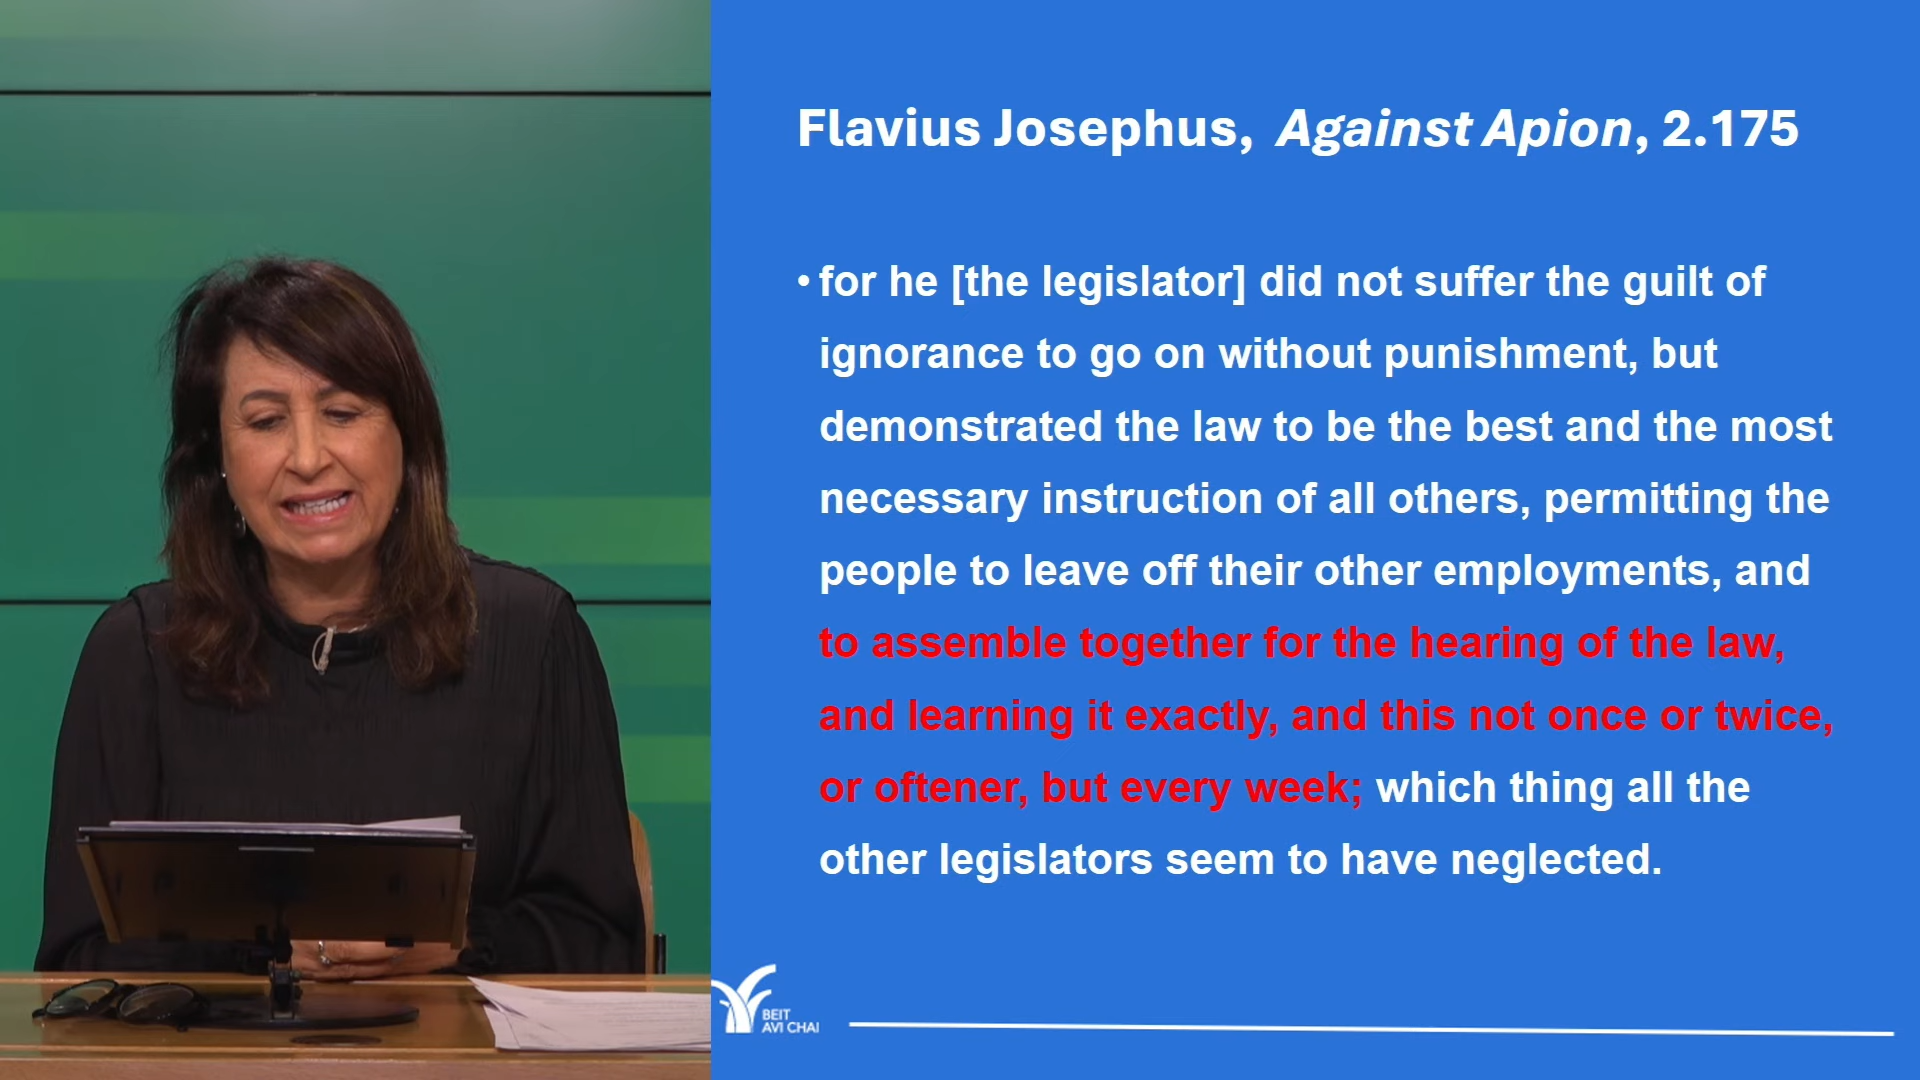 Flavius Josephus, Against Apion, 2.175
• for he [the legislator] did not suffer the guilt of
ignorance to go on without punishment, but
demonstrated the law to be the best and the most
necessary instruction of all others, permitting the
people to leave off their other employments, and
to assemble together for the hearing of the law,
and learning it exactly, and this not once or twice,
or oftener, but every week; which thing all the
other legislators seem to have neglected.
BEIT
AVI CHAI